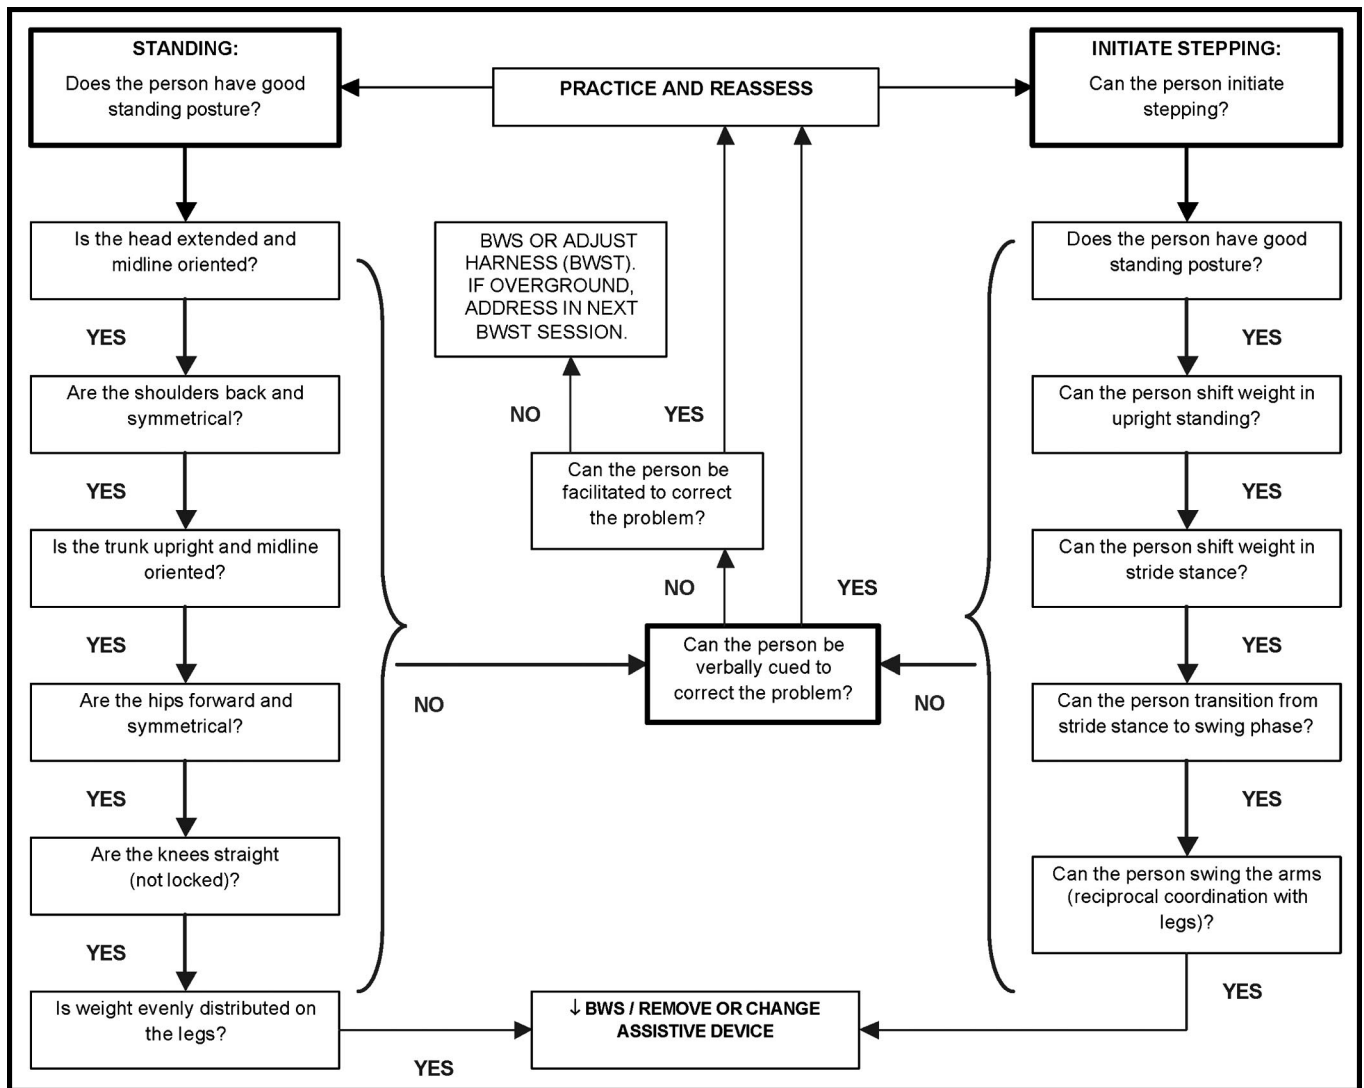 STANDING:
Does the person have good
standing posture?
PRACTICE AND REASSESS
INITIATE STEPPING:
Can the person initiate
stepping?
Is the head extended and
midline oriented?
YES
Are the shoulders back and
symmetrical?
YES
Is the trunk upright and midline
oriented?
YES
Are the hips forward and
symmetrical?
YES
Are the knees straight
(not locked)?
YES
Is weight evenly distributed on
the legs?
YES
BWS OR ADJUST
HARNESS (BWST).
IF OVERGROUND,
ADDRESS IN NEXT
BWST SESSION.
NO
YES
Can the person be
facilitated to correct
the problem?
NO
YES
Can the person be
verbally cued to
correct the problem?
NO
NO
↓ BWS / REMOVE OR CHANGE
ASSISTIVE DEVICE
Does the person have good
standing posture?
YES
Can the person shift weight in
upright standing?
YES
Can the person shift weight in
stride stance?
YES
Can the person transition from
stride stance to swing phase?
YES
Can the person swing the arms
(reciprocal coordination with
legs)?
YES